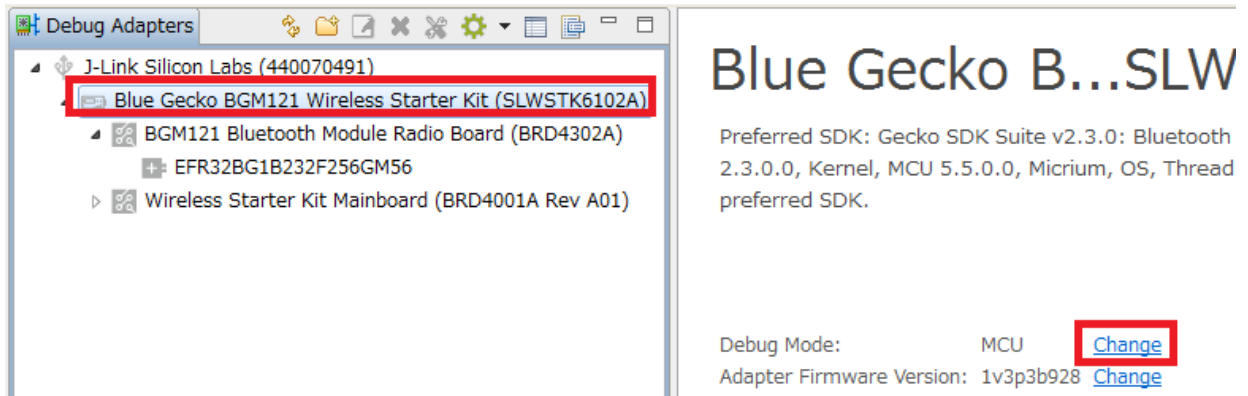 Debug Adapters
J-Link Silicon Labs (440070491)
Blue Gecko BGM121 Wireless Starter Kit (SLWSTK6102A)
BGM121 Bluetooth Module Radio Board (BRD4302A)
EFR32BG1B232F256GM56
Wireless Starter Kit Mainboard (BRD4001A Rev A01)
Blue Gecko B...SLW
Preferred SDK: Gecko SDK Suite v2.3.0: Bluetooth
2.3.0.0, Kernel, MCU 5.5.0.0, Micrium, OS, Thread
preferred SDK.
Debug Mode: MCU Change
Adapter Firmware Version: 1v3p3b928 Change